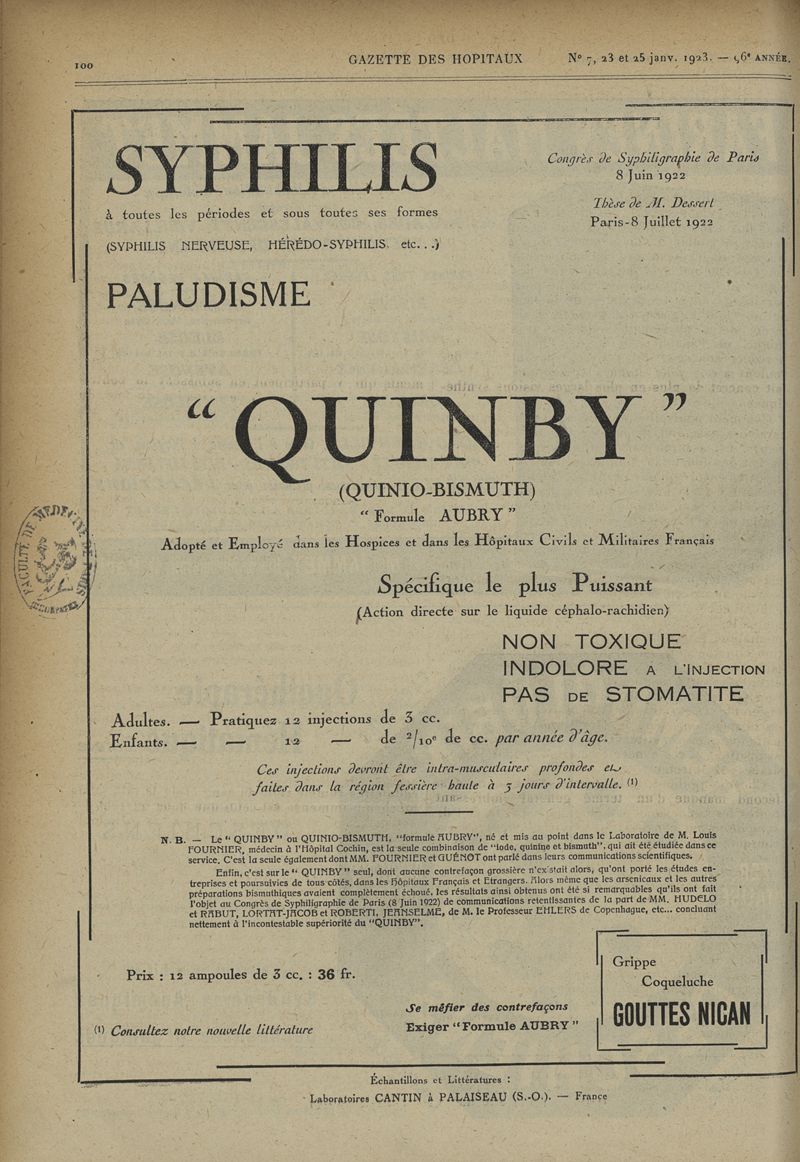 100
GAZETTE DES HOPITAUX
Nº 7, 23 et 25 janv. 1923. — 96e ANNÉE.
SYPHILIS
à toutes les périodes et sous toutes ses formes
(SYPHILIS NERVEUSE, HÉRÉDO-SYPHILIS, etc...)
Congrès de Syphiligraphie de Paris
8 Juin 1922
Thèse de M. Dessert
Paris-8 Juillet 1922
PALUDISME
“ QUINBY ”
(QUINIO-BISMUTH)
“ Formule AUBRY ”
Adopté et Employé dans les Hospices et dans les Hôpitaux Civils et Militaires Français
Spécifique le plus Puissant
(Action directe sur le liquide céphalo-rachidien)
NON TOXIQUE
INDOLORE A L'INJECTION
PAS DE STOMATITE
Adultes. — Pratiquez 12 injections de 3 cc.
Enfants. — — 12 — de 2/10e de cc. par année d'âge.
Ces injections devront être intra-musculaires profondes et
faites dans la région fessière haute à 3 jours d'intervalle. (1)
N. B. — Le “ QUINBY ” ou QUINIO-BISMUTH, “formule AUBRY”, né et mis au point dans le Laboratoire de M. Louis
FOURNIER, médecin à l'Hôpital Cochin, est la seule combinaison de “iode, quinine et bismuth”, qui ait été étudiée dans ce
service. C'est la seule également dont MM. FOURNIER et GUÉNOT ont parlé dans leurs communications scientifiques.
Enfin, c'est sur le “ QUINBY ” seul, dont aucune contrefaçon grossière n'existait alors, qu'ont porté les études en-
treprises et poursuivies de tous côtés, dans les Hôpitaux Français et Etrangers. Alors même que les arsenicaux et les autres
préparations bismuthiques avaient complètement échoué, les résultats ainsi obtenus ont été si remarquables qu'ils ont fait
l'objet au Congrès de Syphiligraphie de Paris (8 Juin 1922) de communications retentissantes de la part de MM. HUDELO
et RABUT, LORTAT-JACOB et ROBERTI, JEANSELME, de M. le Professeur EHLERS de Copenhague, etc... concluant
nettement à l'incontestable supériorité du “QUINBY”.
Prix : 12 ampoules de 3 cc. : 36 fr.
(1) Consultez notre nouvelle littérature
Se méfier des contrefaçons
Exiger “Formule AUBRY”
Grippe
Coqueluche
GOUTTES NICAN
Échantillons et Littératures :
Laboratoires CANTIN à PALAISEAU (S.-O.). — France